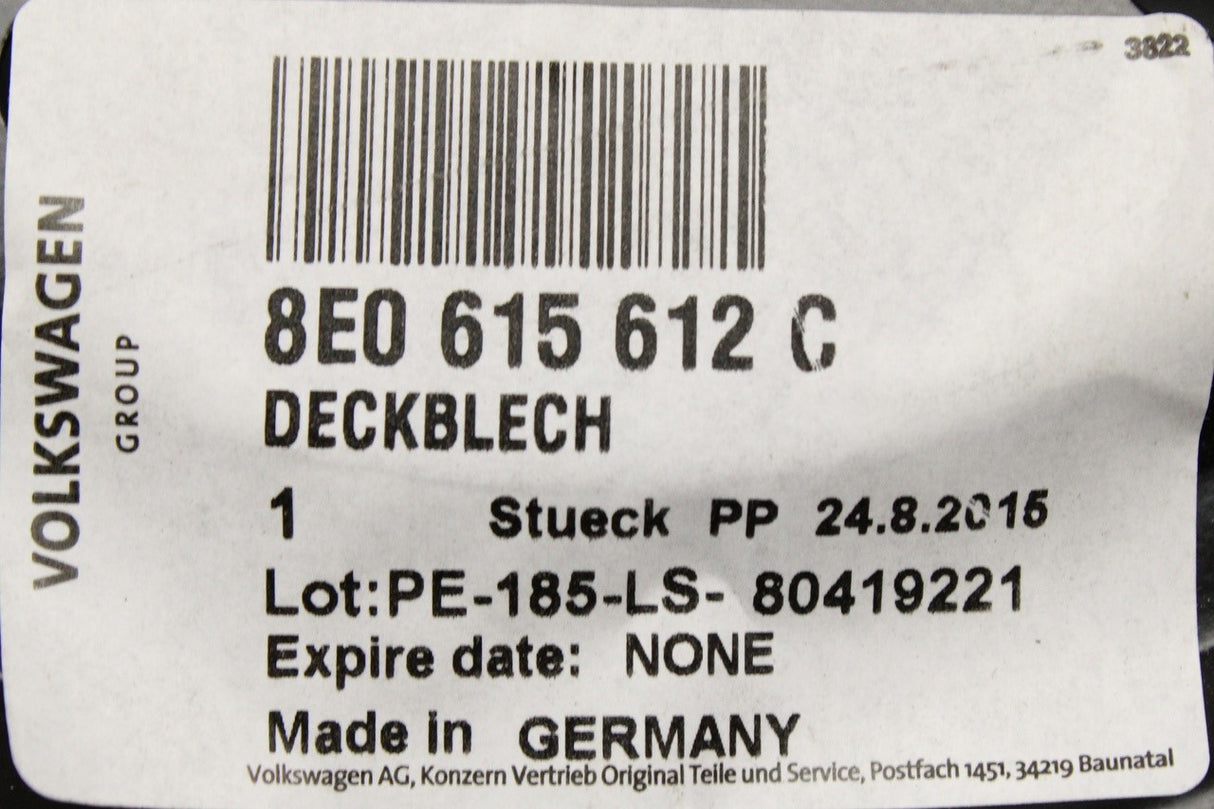 3822
VOLKSWAGEN
GROUP
8E0 615 612 C
DECKBLECH
1 Stueck PP 24.8.2015
Lot:PE-185-LS- 80419221
Expire date: NONE
Made in GERMANY
Volkswagen AG, Konzern Vertrieb Original Teile und Service, Postfach 1451, 34219 Baunatal